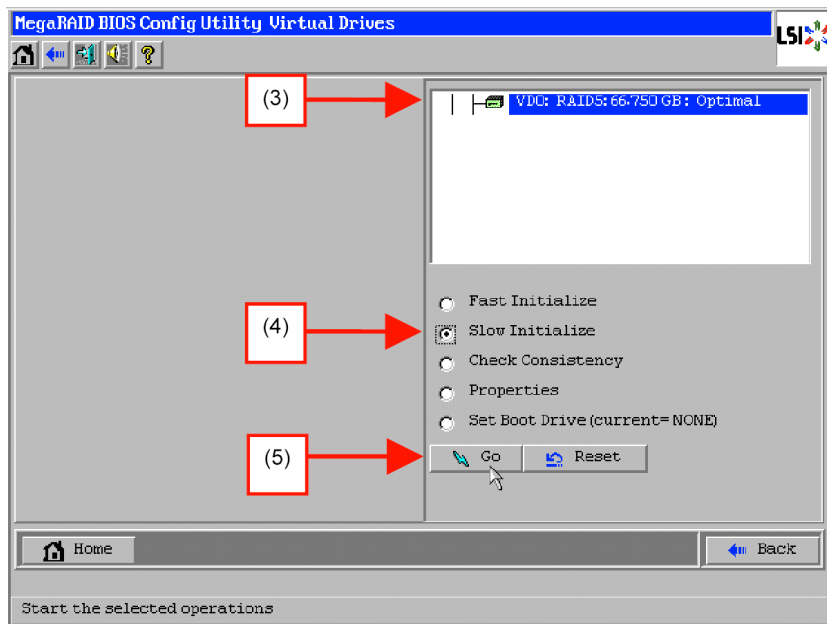 MegaRAID BIOS Config Utility Virtual Drives
LSI
(3)
VD0: RAID5: 66.750 GB: Optimal
Fast Initialize
(4)
Slow Initialize
Check Consistency
Properties
Set Boot Drive (current= NONE)
(5)
Go
Reset
Home
Back
Start the selected operations